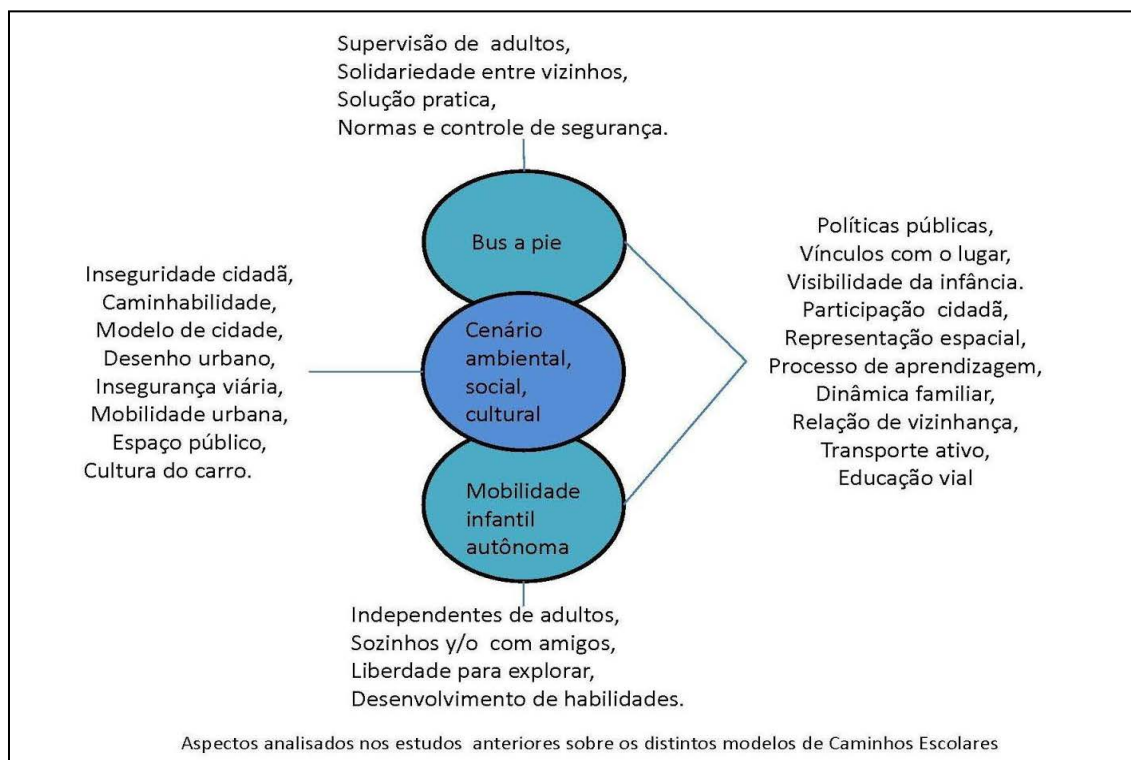 Supervisão de adultos,
Solidariedade entre vizinhos,
Solução pratica,
Normas e controle de segurança.
Bus a pie
Inseguridade cidadã,
Caminhabilidade,
Modelo de cidade,
Desenho urbano,
Insegurança viária,
Mobilidade urbana,
Espaço público,
Cultura do carro.
Cenário
ambiental,
social,
cultural
Políticas públicas,
Vínculos com o lugar,
Visibilidade da infância.
Participação cidadã,
Representação espacial,
Processo de aprendizagem,
Dinâmica familiar,
Relação de vizinhança,
Transporte ativo,
Educação vial
Mobilidade
infantil
autônoma
Independentes de adultos,
Sozinhos y/o com amigos,
Liberdade para explorar,
Desenvolvimento de habilidades.
Aspectos analisados nos estudos anteriores sobre os distintos modelos de Caminhos Escolares